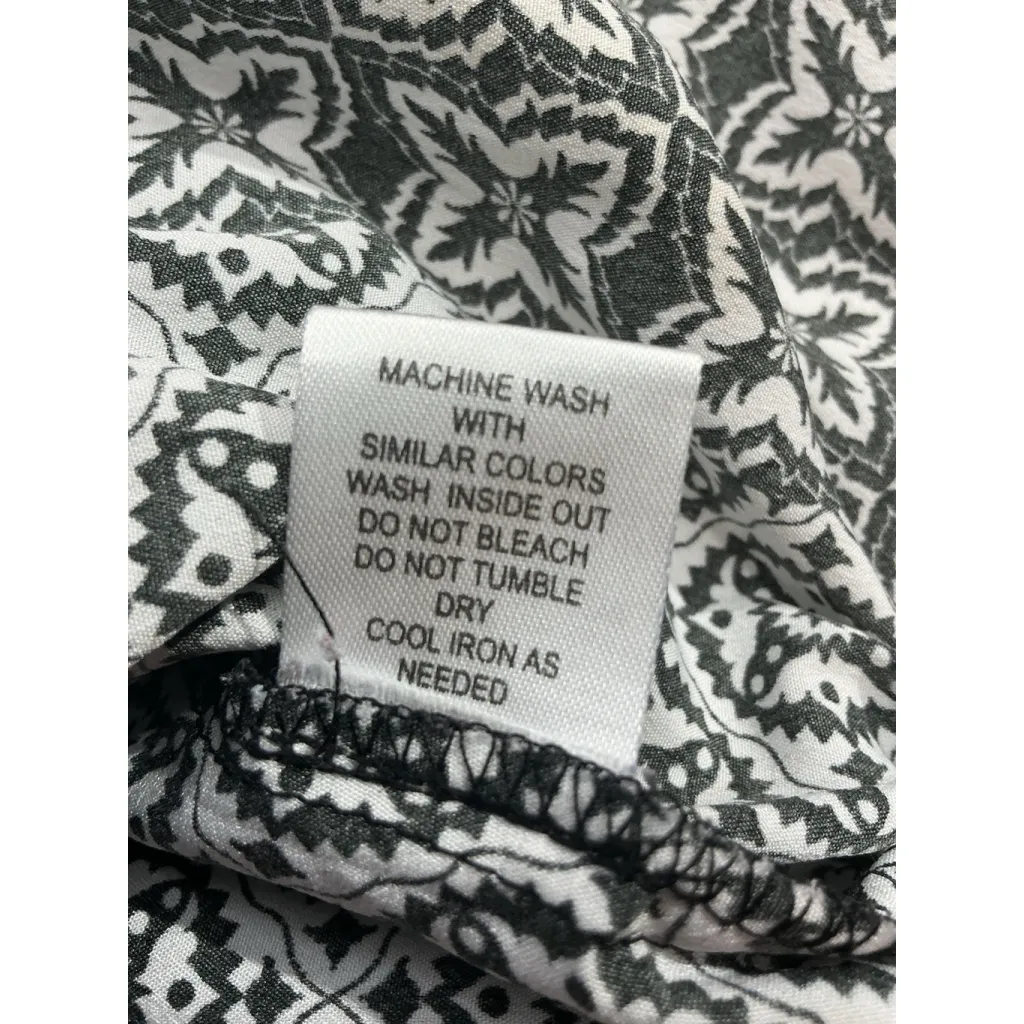 MACHINE WASH
WITH
SIMILAR COLORS
WASH INSIDE OUT
DO NOT BLEACH
DO NOT TUMBLE
DRY
COOL IRON AS
NEEDED